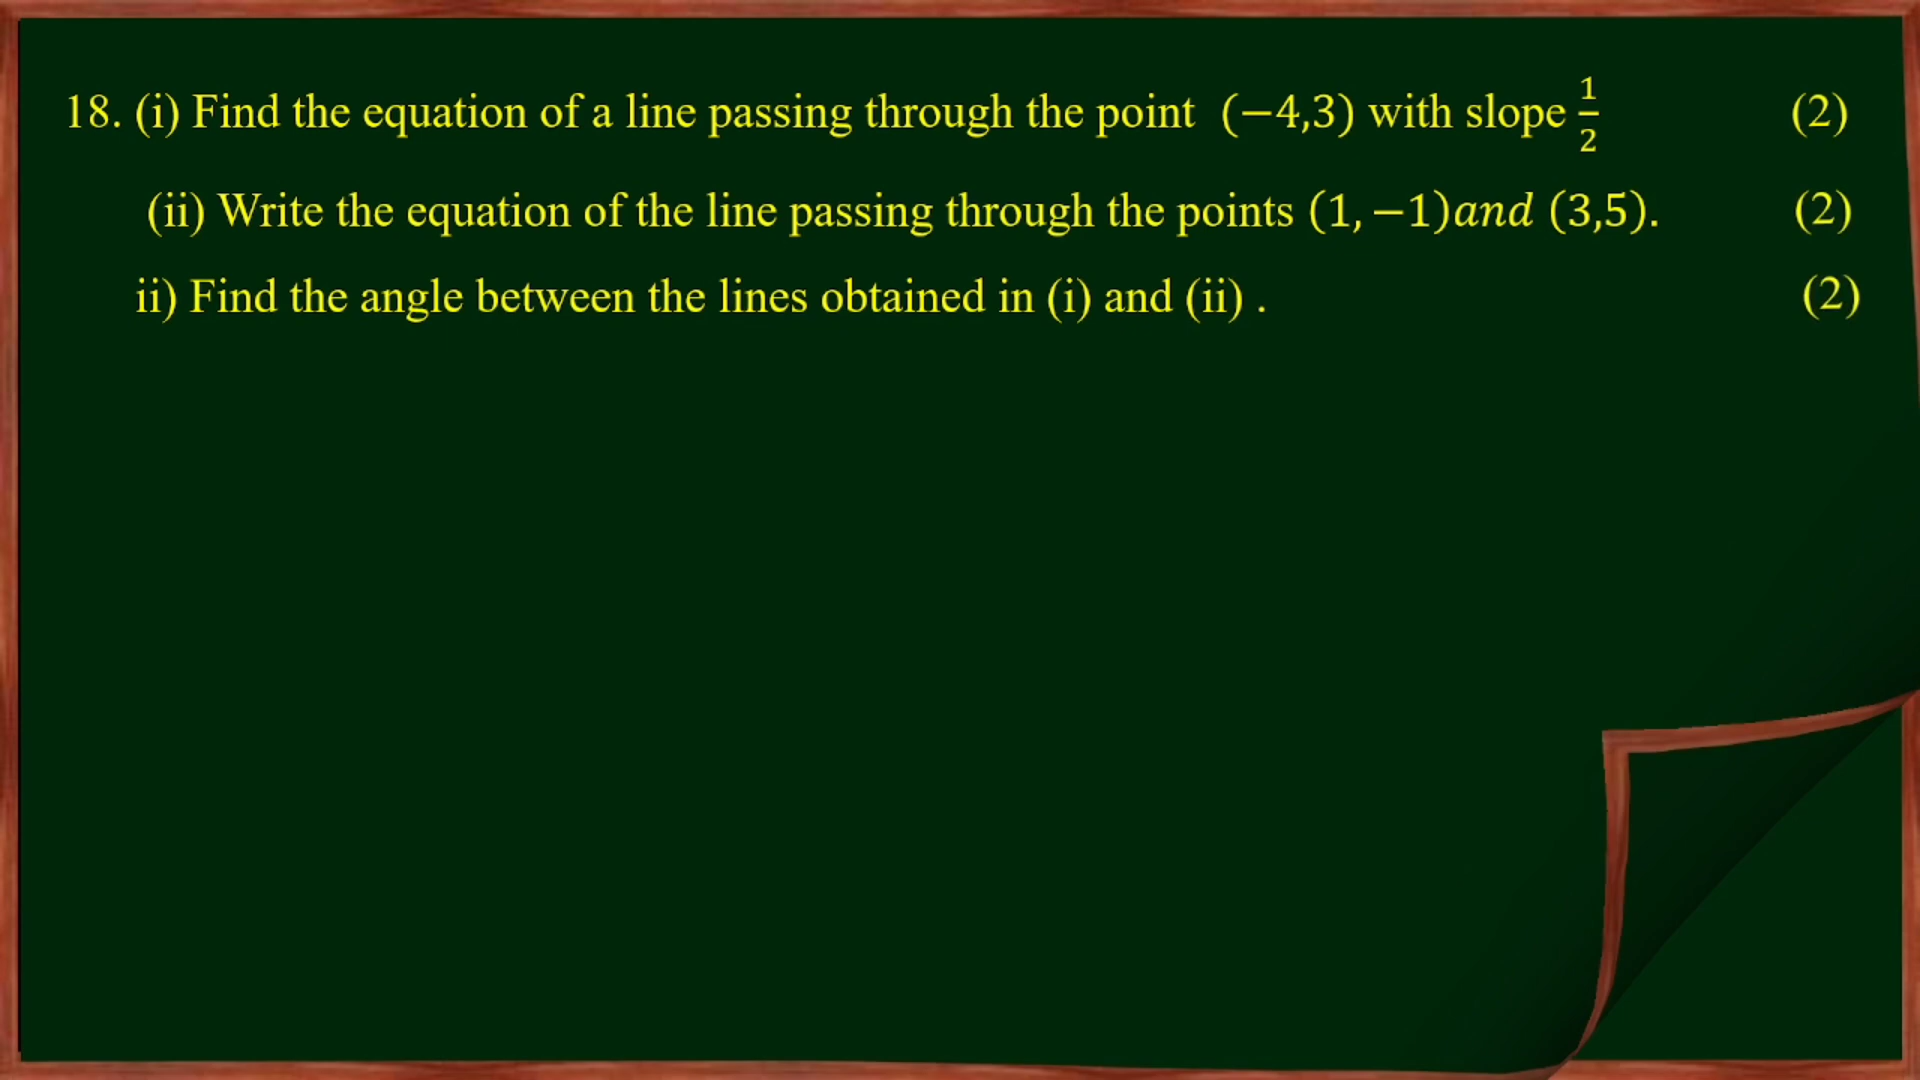 18. (i) Find the equation of a line passing through the point (−4,3) with slope 1/2 (2)
(ii) Write the equation of the line passing through the points (1, −1)and (3,5). (2)
ii) Find the angle between the lines obtained in (i) and (ii) . (2)